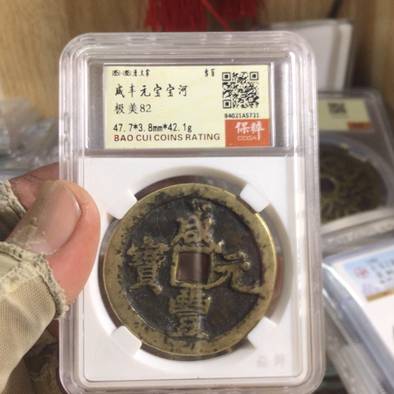 咸丰元宝宝河
极美82
47.7*3.8mm*42.1g
BAO CUI COINS RATING
保粹
咸豐元寶